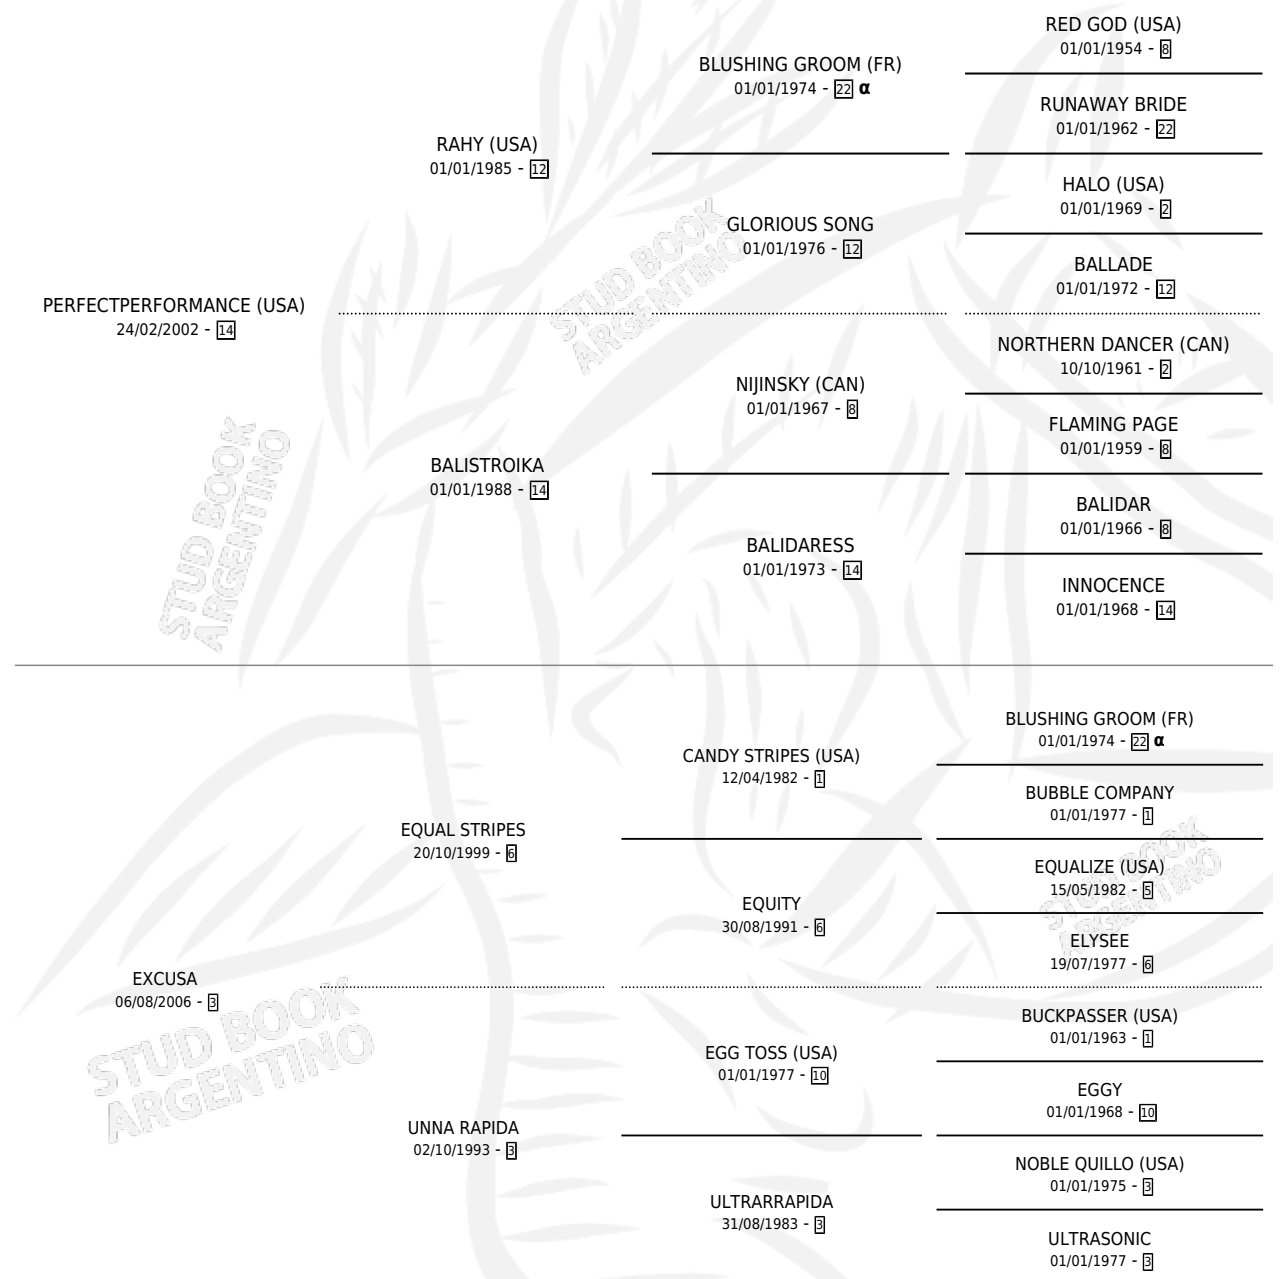 RED GOD (USA)
01/01/1954 - 8
BLUSHING GROOM (FR)
01/01/1974 - 22 α
RUNAWAY BRIDE
01/01/1962 - 22
RAHY (USA)
01/01/1985 - 12
HALO (USA)
01/01/1969 - 2
GLORIOUS SONG
01/01/1976 - 12
BALLADE
01/01/1972 - 12
PERFECTPERFORMANCE (USA)
24/02/2002 - 14
NORTHERN DANCER (CAN)
10/10/1961 - 2
NIJINSKY (CAN)
01/01/1967 - 8
FLAMING PAGE
01/01/1959 - 8
BALISTROIKA
01/01/1988 - 14
BALIDAR
01/01/1966 - 8
BALIDARESS
01/01/1973 - 14
INNOCENCE
01/01/1968 - 14
BLUSHING GROOM (FR)
01/01/1974 - 22 α
CANDY STRIPES (USA)
12/04/1982 - 1
BUBBLE COMPANY
01/01/1977 - 1
EQUAL STRIPES
20/10/1999 - 6
EQUALIZE (USA)
15/05/1982 - 5
EQUITY
30/08/1991 - 6
ELYSEE
19/07/1977 - 6
EXCUSA
06/08/2006 - 3
BUCKPASSER (USA)
01/01/1963 - 1
EGG TOSS (USA)
01/01/1977 - 10
EGGY
01/01/1968 - 10
UNNA RAPIDA
02/10/1993 - 3
NOBLE QUILLO (USA)
01/01/1975 - 3
ULTRARRAPIDA
31/08/1983 - 3
ULTRASONIC
01/01/1977 - 3
STUD BOOK
ARGENTINO
STUD BOOK
ARGENTINO
STUD BOOK
ARGENTINO
STUD BOOK
ARGENTINO